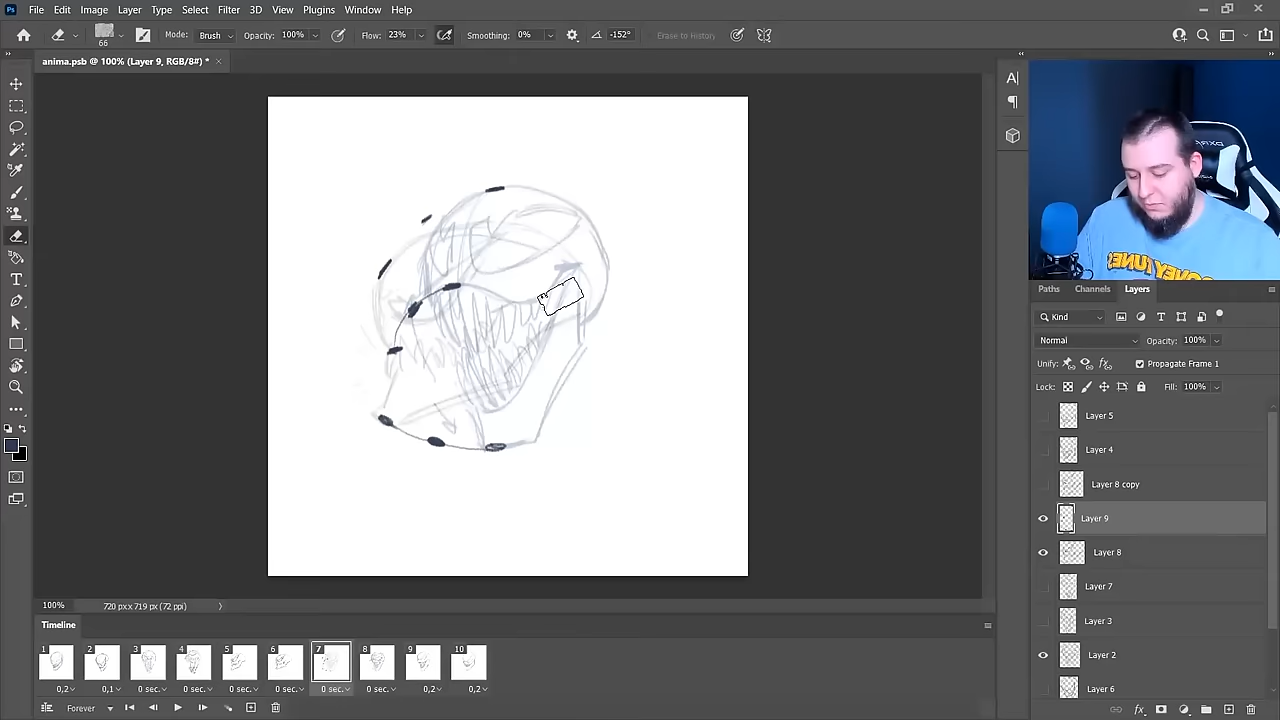 Ps File Edit Image Layer Type Select Filter 3D View Plugins Window Help
66 Mode: Brush Opacity: 100% Flow: 23% Smoothing: 0% -152° Erase to History
anima.psb @ 100% (Layer 9, RGB/8#) *
Paths Channels Layers
Kind
Normal Opacity: 100%
Unify: Propagate Frame 1
Lock: Fill: 100%
Layer 5
Layer 4
Layer 8 copy
Layer 9
Layer 8
Layer 7
Layer 3
Layer 2
Layer 6
100% 720 px x 719 px (72 ppi)
Timeline
1 2 3 4 5 6 7 8 9 10
0,2 0,1 0 sec. 0 sec. 0 sec. 0 sec. 0 sec. 0 sec. 0,2 0,2
Forever